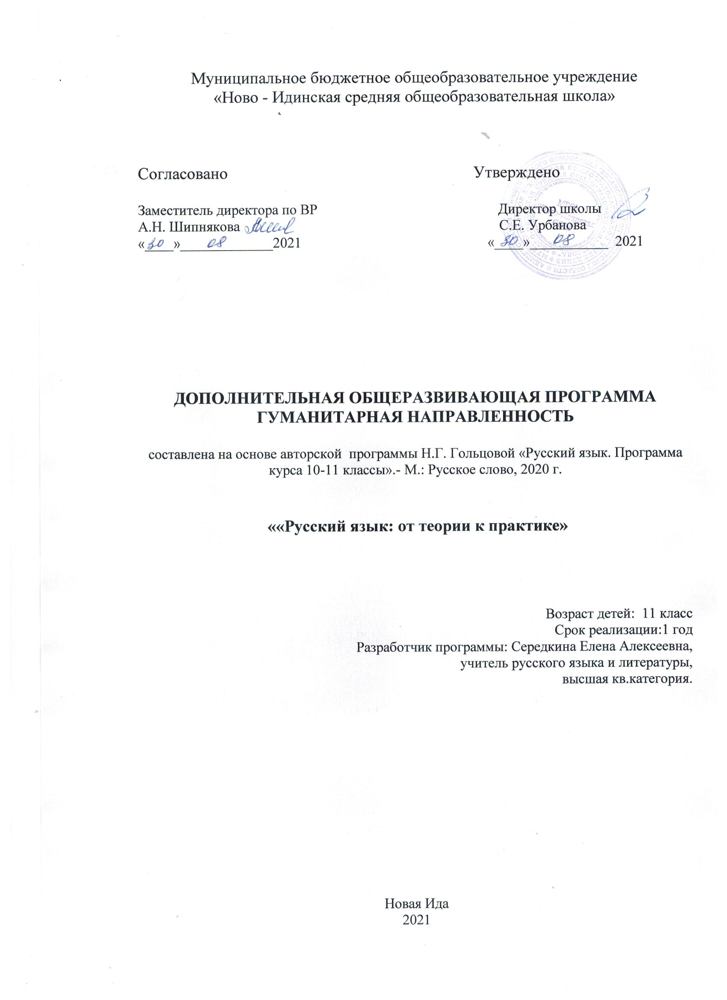 Муниципальное бюджетное общеобразовательное учреждение
«Ново - Идинская средняя общеобразовательная школа»
Согласовано
Утверждено
Заместитель директора по ВР
Директор школы
А.Н. Шипнякова
С.Е. Урбанова
«30» 08 2021
«30» 08 2021
ДОПОЛНИТЕЛЬНАЯ ОБЩЕРАЗВИВАЮЩАЯ ПРОГРАММА
ГУМАНИТАРНАЯ НАПРАВЛЕННОСТЬ
составлена на основе авторской программы Н.Г. Гольцовой «Русский язык. Программа
курса 10-11 классы».- М.: Русское слово, 2020 г.
««Русский язык: от теории к практике»
Возраст детей: 11 класс
Срок реализации:1 год
Разработчик программы: Середкина Елена Алексеевна,
учитель русского языка и литературы,
высшая кв.категория.
Новая Ида
2021